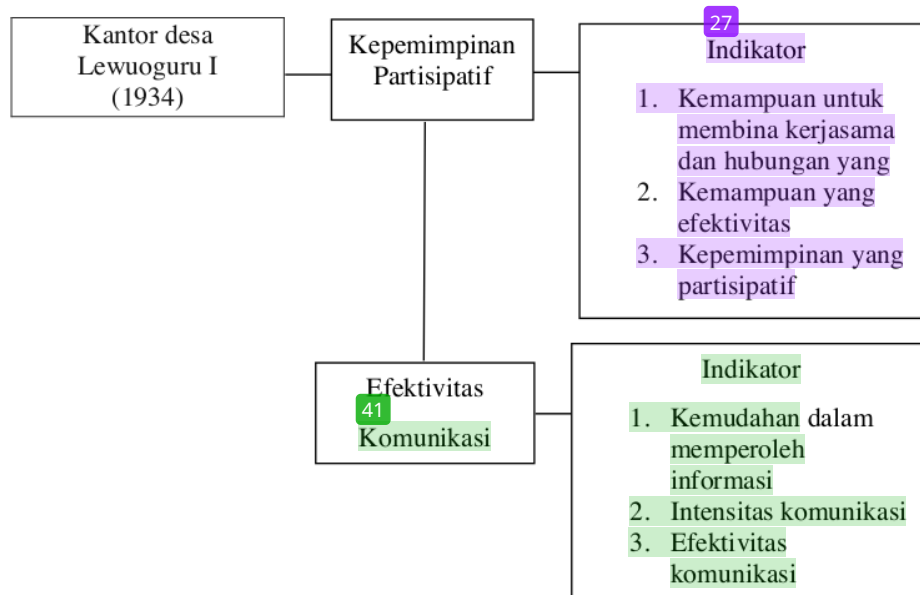 Kantor desa
Lewuoguru I
(1934)
Kepemimpinan
Partisipatif
27
Indikator
1. Kemampuan untuk
membina kerjasama
dan hubungan yang
2. Kemampuan yang
efektivitas
3. Kepemimpinan yang
partisipatif
Efektivitas
41
Komunikasi
Indikator
1. Kemudahan dalam
memperoleh
informasi
2. Intensitas komunikasi
3. Efektivitas
komunikasi